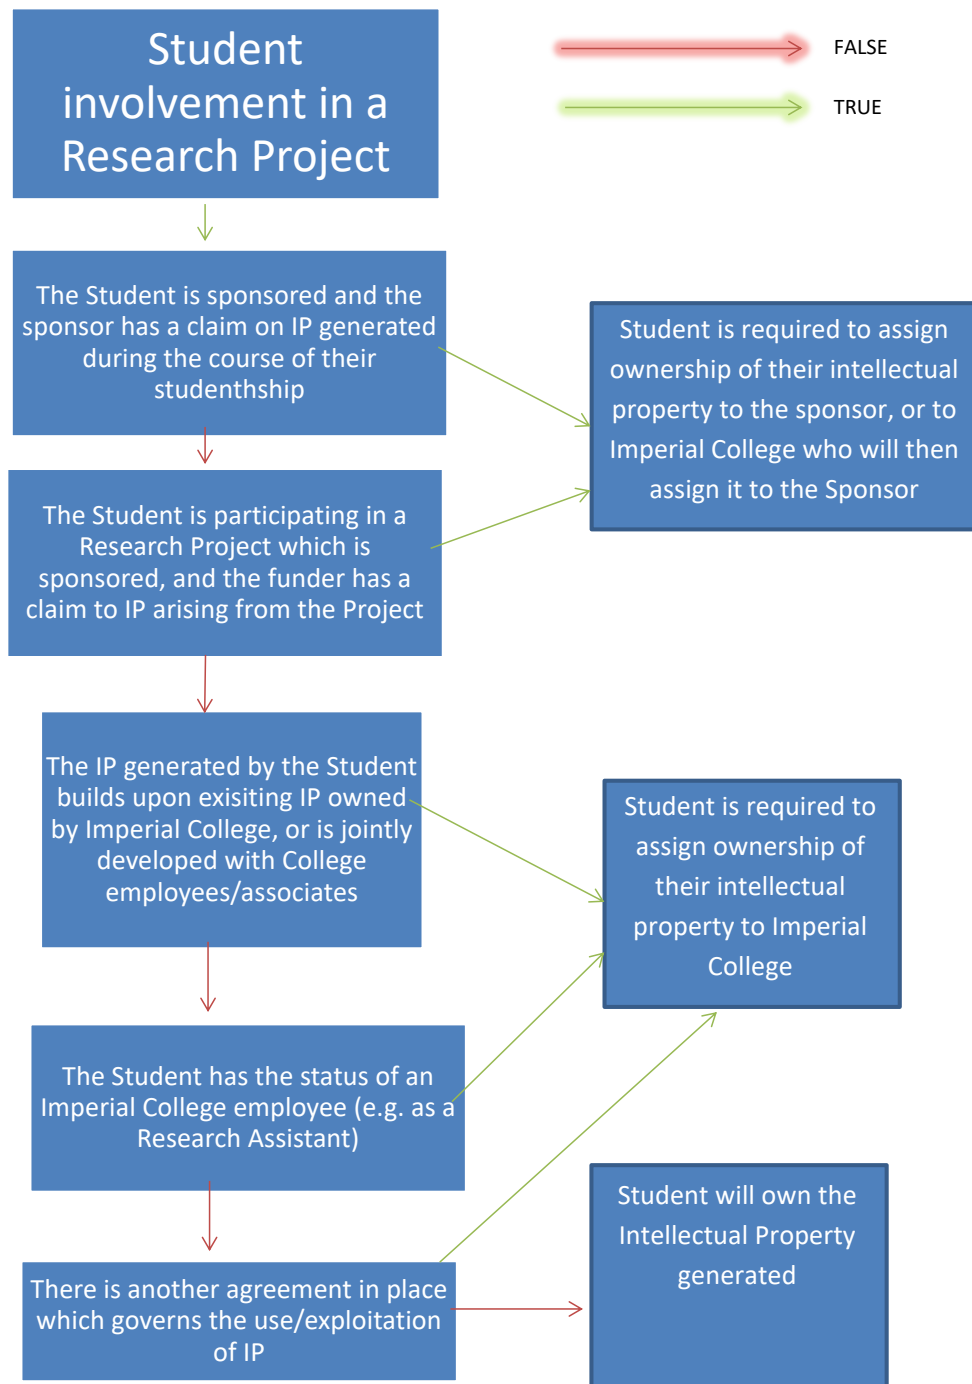 Student
involvement in a
Research Project
FALSE
TRUE
The Student is sponsored and the
sponsor has a claim on IP generated
during the course of their
studenthship
Student is required to assign
ownership of their intellectual
property to the sponsor, or to
Imperial College who will then
assign it to the Sponsor
The Student is participating in a
Research Project which is
sponsored, and the funder has a
claim to IP arising from the Project
The IP generated by the Student
builds upon exisiting IP owned
by Imperial College, or is jointly
developed with College
employees/associates
Student is required to
assign ownership of
their intellectual
property to Imperial
College
The Student has the status of an
Imperial College employee (e.g. as a
Research Assistant)
Student will own the
Intellectual Property
generated
There is another agreement in place
which governs the use/exploitation
of IP